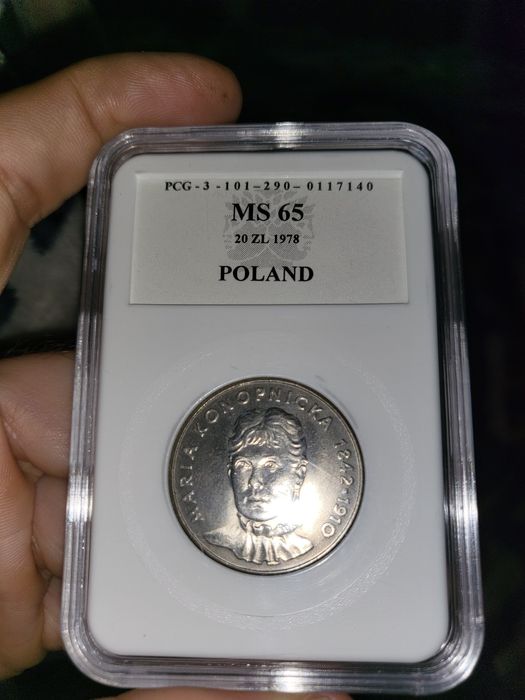 PCG - 3 - 101 - 290 - 0117140
MS 65
20 ZL 1978
POLAND
MARIA KONOPNICKA 1842 · 1910